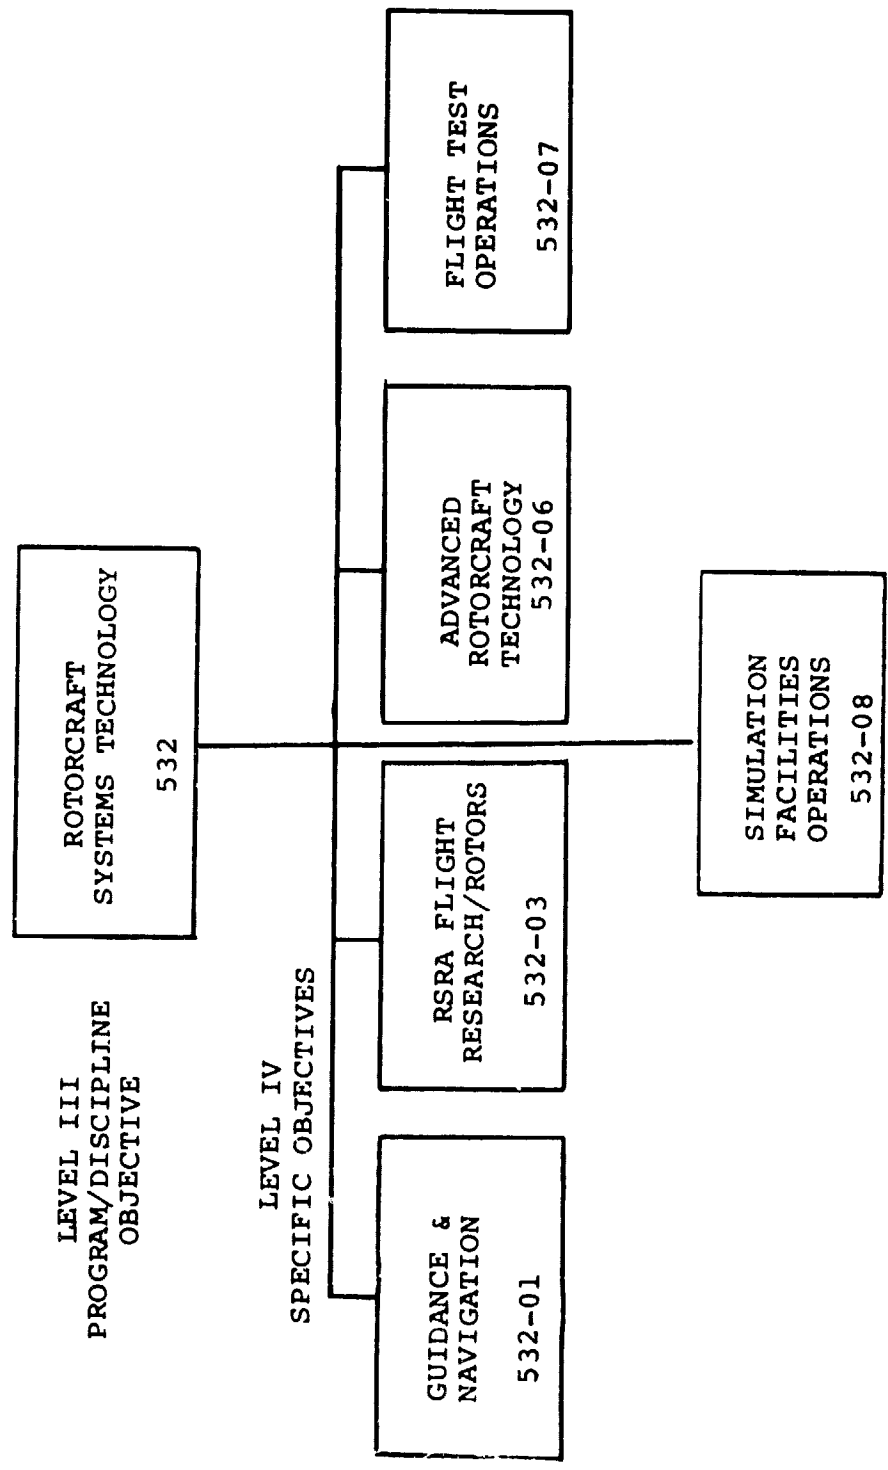 LEVEL III
PROGRAM/DISCIPLINE
OBJECTIVE
ROTORCRAFT
SYSTEMS TECHNOLOGY
532
LEVEL IV
SPECIFIC OBJECTIVES
GUIDANCE &
NAVIGATION
532-01
RSRA FLIGHT
RESEARCH/ROTORS
532-03
ADVANCED
ROTORCRAFT
TECHNOLOGY
532-06
FLIGHT TEST
OPERATIONS
532-07
SIMULATION
FACILITIES
OPERATIONS
532-08